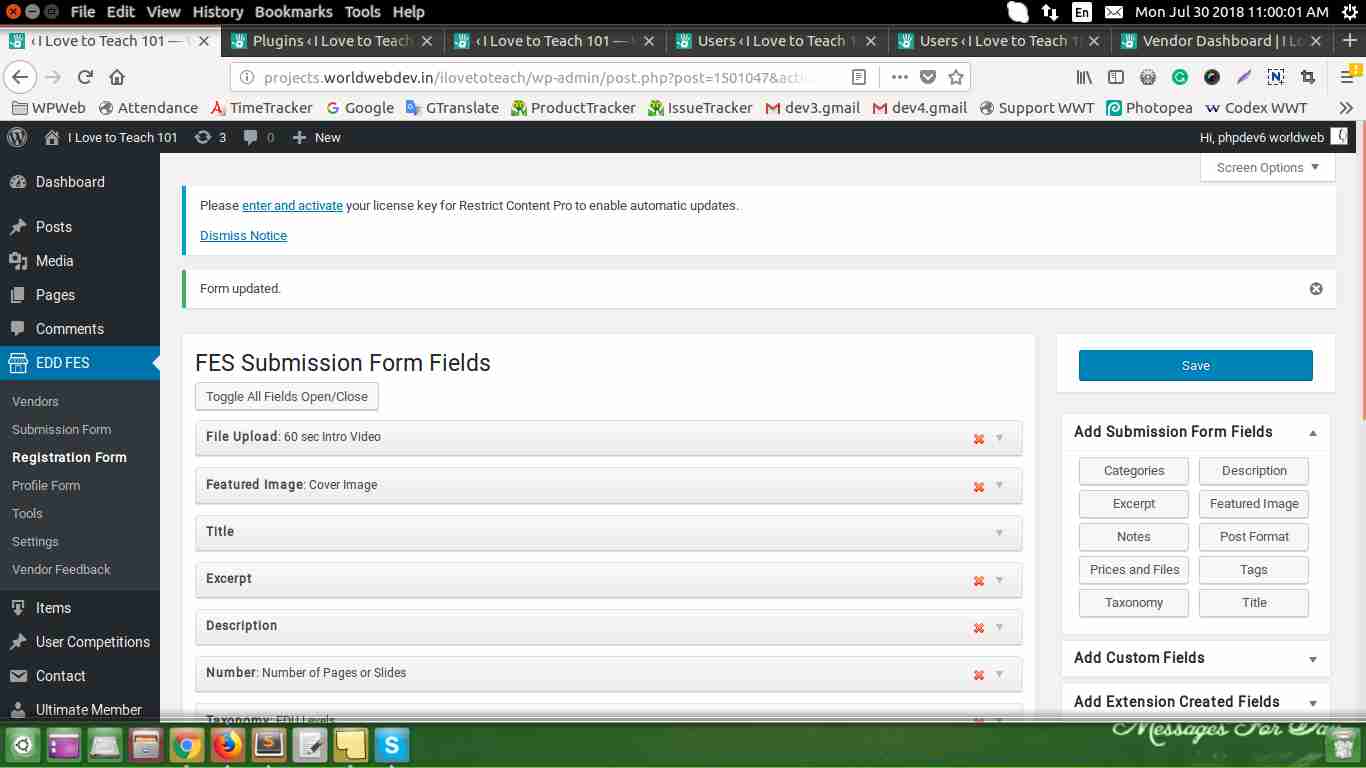 File Edit View History Bookmarks Tools Help En Mon Jul 30 2018 11:00:01 AM
‹ I Love to Teach 101 — Plugins ‹ I Love to Teach ‹ I Love to Teach 101 — Users ‹ I Love to Teach Users ‹ I Love to Teach Vendor Dashboard | I Lo
projects.worldwebdev.in/ilovetoteach/wp-admin/post.php?post=1501047&acti
WPWeb Attendance TimeTracker Google GTranslate ProductTracker IssueTracker dev3.gmail dev4.gmail Support WWT Photopea Codex WWT
I Love to Teach 101 3 0 New Hi, phpdev6 worldweb
Screen Options
Dashboard
Posts
Media
Pages
Comments
EDD FES
Vendors
Submission Form
Registration Form
Profile Form
Tools
Settings
Vendor Feedback
Items
User Competitions
Contact
Ultimate Member
Please enter and activate your license key for Restrict Content Pro to enable automatic updates.
Dismiss Notice
Form updated.
FES Submission Form Fields
Toggle All Fields Open/Close
File Upload: 60 sec Intro Video
Featured Image: Cover Image
Title
Excerpt
Description
Number: Number of Pages or Slides
Taxonomy: EDU Levels
Save
Add Submission Form Fields
Categories Description
Excerpt Featured Image
Notes Post Format
Prices and Files Tags
Taxonomy Title
Add Custom Fields
Add Extension Created Fields
Messages For Day